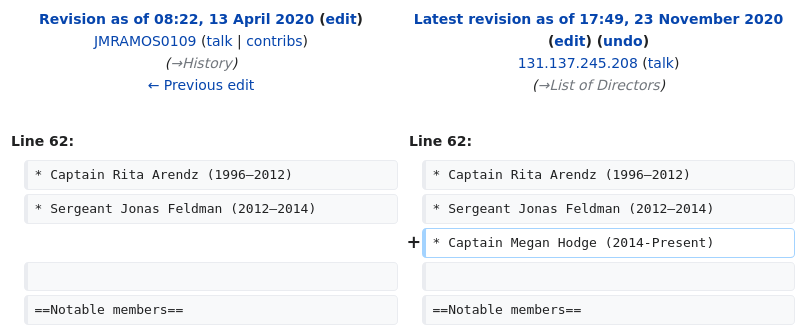 Revision as of 08:22, 13 April 2020 (edit)
JMRAMOS0109 (talk | contribs)
(→History)
← Previous edit
Latest revision as of 17:49, 23 November 2020
(edit) (undo)
131.137.245.208 (talk)
(→List of Directors)
Line 62:
Line 62:
* Captain Rita Arendz (1996–2012)
* Captain Rita Arendz (1996–2012)
* Sergeant Jonas Feldman (2012–2014)
* Sergeant Jonas Feldman (2012–2014)
+ * Captain Megan Hodge (2014-Present)
==Notable members==
==Notable members==